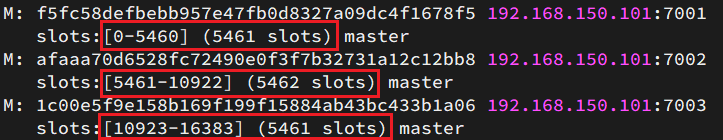 M: f5fc58defbebb957e47fb0d8327a09dc4f1678f5 192.168.150.101:7001
slots:[0-5460] (5461 slots) master
M: afaaa70d6528fc72490e0f3f7b32731a12c12bb8 192.168.150.101:7002
slots:[5461-10922] (5462 slots) master
M: 1c00e5f9e158b169f199f15884ab43bc433b1a06 192.168.150.101:7003
slots:[10923-16383] (5461 slots) master